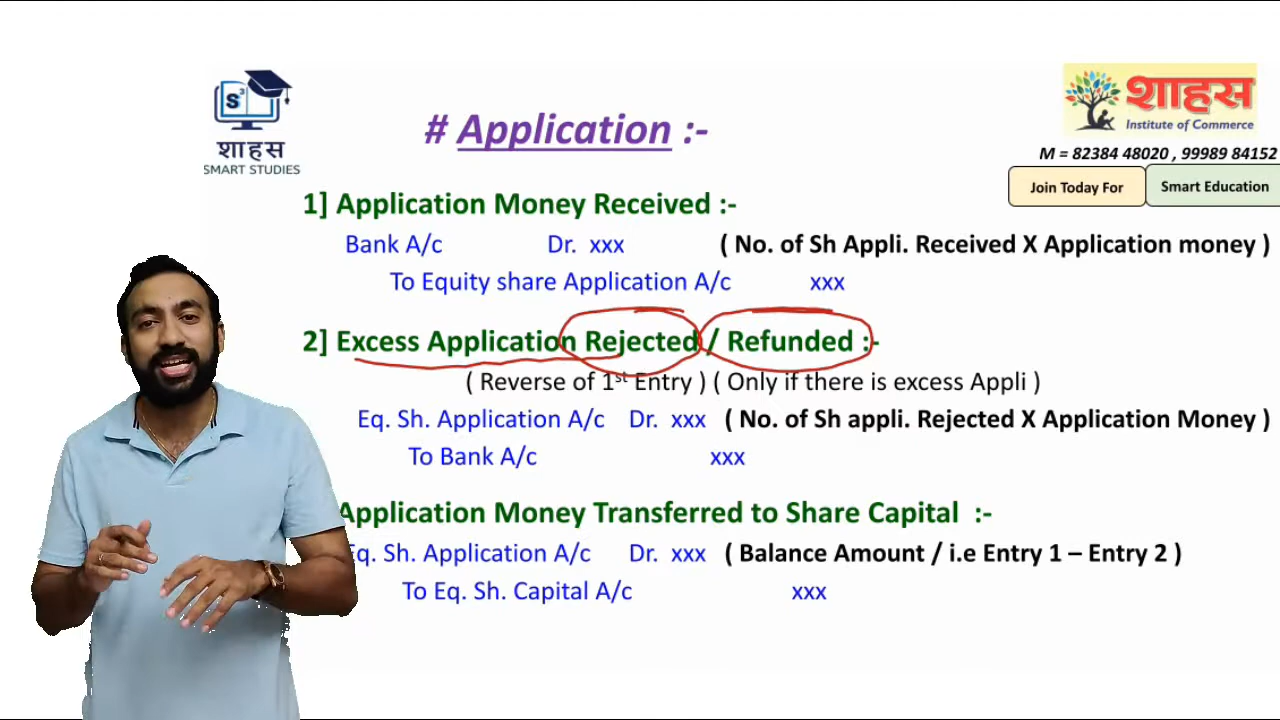 S³
शाहस
SMART STUDIES
# Application :-
शाहस
Institute of Commerce
M = 82384 48020 , 99989 84152
Join Today For
Smart Education
1] Application Money Received :-
Bank A/c Dr. xxx ( No. of Sh Appli. Received X Application money )
To Equity share Application A/c xxx
2] Excess Application Rejected / Refunded :-
( Reverse of 1st Entry ) ( Only if there is excess Appli )
Eq. Sh. Application A/c Dr. xxx ( No. of Sh appli. Rejected X Application Money )
To Bank A/c xxx
Application Money Transferred to Share Capital :-
Eq. Sh. Application A/c Dr. xxx ( Balance Amount / i.e Entry 1 – Entry 2 )
To Eq. Sh. Capital A/c xxx